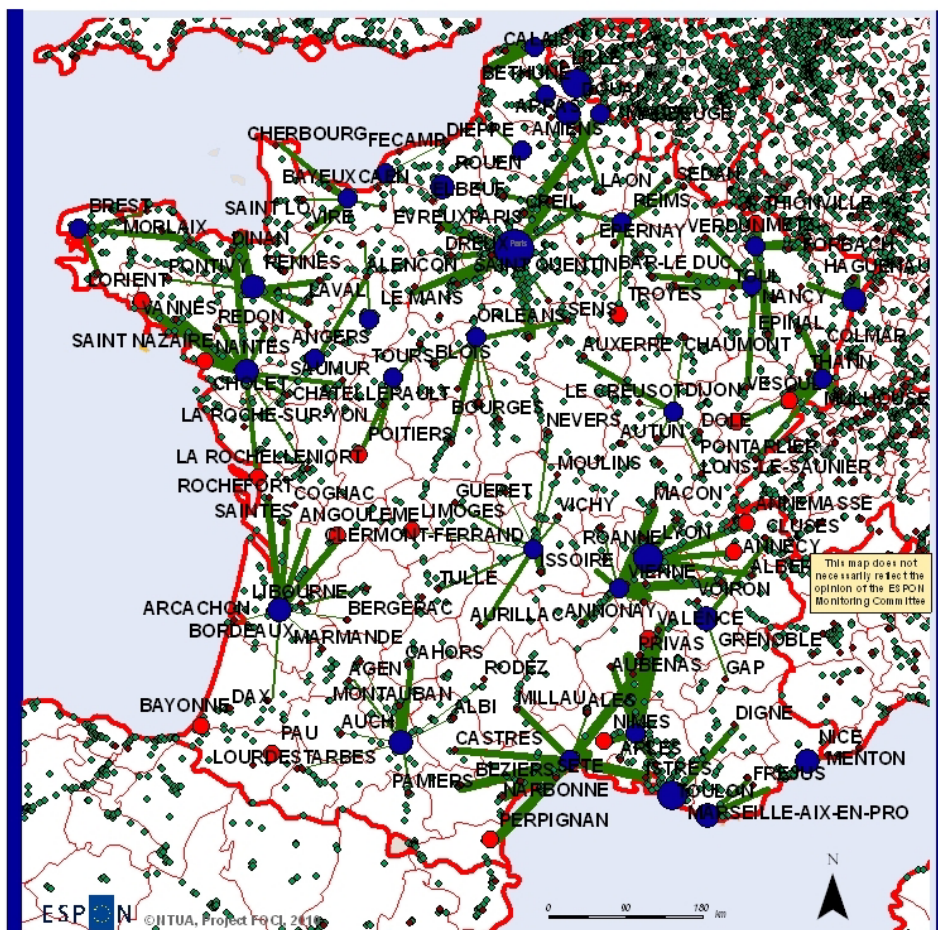 CALAIS
LILLE
BETHUNE
DOUAI
ARRAS
MAUBEUGE
CHERBOURG
FECAMP
DIEPPE
AMIENS
ROUEN
LAON
SEDAN
BAYEUX
CAEN
ELBEUF
CREIL
REIMS
THIONVILLE
BREST
SAINT LO
VIRE
EVREUX
PARIS
EPERNAY
VERDUN
METZ
MORLAIX
DINAN
DREUX
Paris
FORBACH
PONTIVY
RENNES
ALENCON
SAINT QUENTIN
BAR-LE DUC
TOUL
HAGUENAU
LORIENT
LAVAL
LE MANS
TROYES
NANCY
VANNES
REDON
ORLEANS
SENS
EPINAL
SAINT NAZAIRE
NANTES
ANGERS
TOURS
BLOIS
AUXERRE
CHAUMONT
COLMAR
SAUMUR
THANN
CHOLET
CHATELLERAULT
LE CREUSOT
DIJON
VESOUL
MULHOUSE
LA ROCHE-SUR-YON
BOURGES
NEVERS
AUTUN
DOLE
POITIERS
PONTARLIER
LA ROCHELLE
NIORT
MOULINS
LONS-LE-SAUNIER
ROCHEFORT
COGNAC
GUERET
VICHY
MACON
ANNEMASSE
SAINTES
ANGOULEME
LIMOGES
CLUSES
CLERMONT-FERRAND
ROANNE
LYON
ANNECY
ISSOIRE
VIENNE
ALBER
This map does not
necessarily reflect the
opinion of the ESPON
Monitoring Committee
TULLE
VOIRON
LIBOURNE
ARCACHON
BERGERAC
AURILLAC
ANNONAY
VALENCE
BORDEAUX
MARMANDE
PRIVAS
GRENOBLE
CAHORS
AGEN
RODEZ
AUBENAS
GAP
BAYONNE
DAX
MONTAUBAN
ALBI
MILLAU
ALES
DIGNE
AUCH
PAU
NIMES
NICE
LOURDES
TARBES
CASTRES
ARLES
MENTON
PAMIERS
BEZIERS
SETE
ISTRES
FREJUS
NARBONNE
TOULON
PERPIGNAN
MARSEILLE-AIX-EN-PRO
N
ESPON
©NTUA, Project FOCI, 2010
0 90 180
km